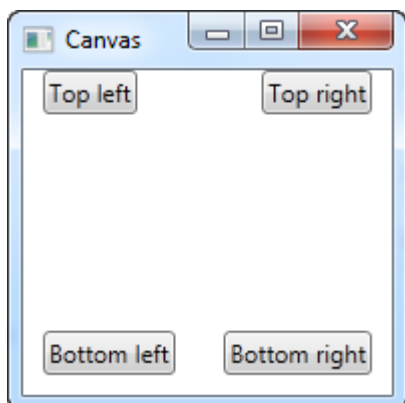 Canvas
Top left
Top right
Bottom left
Bottom right